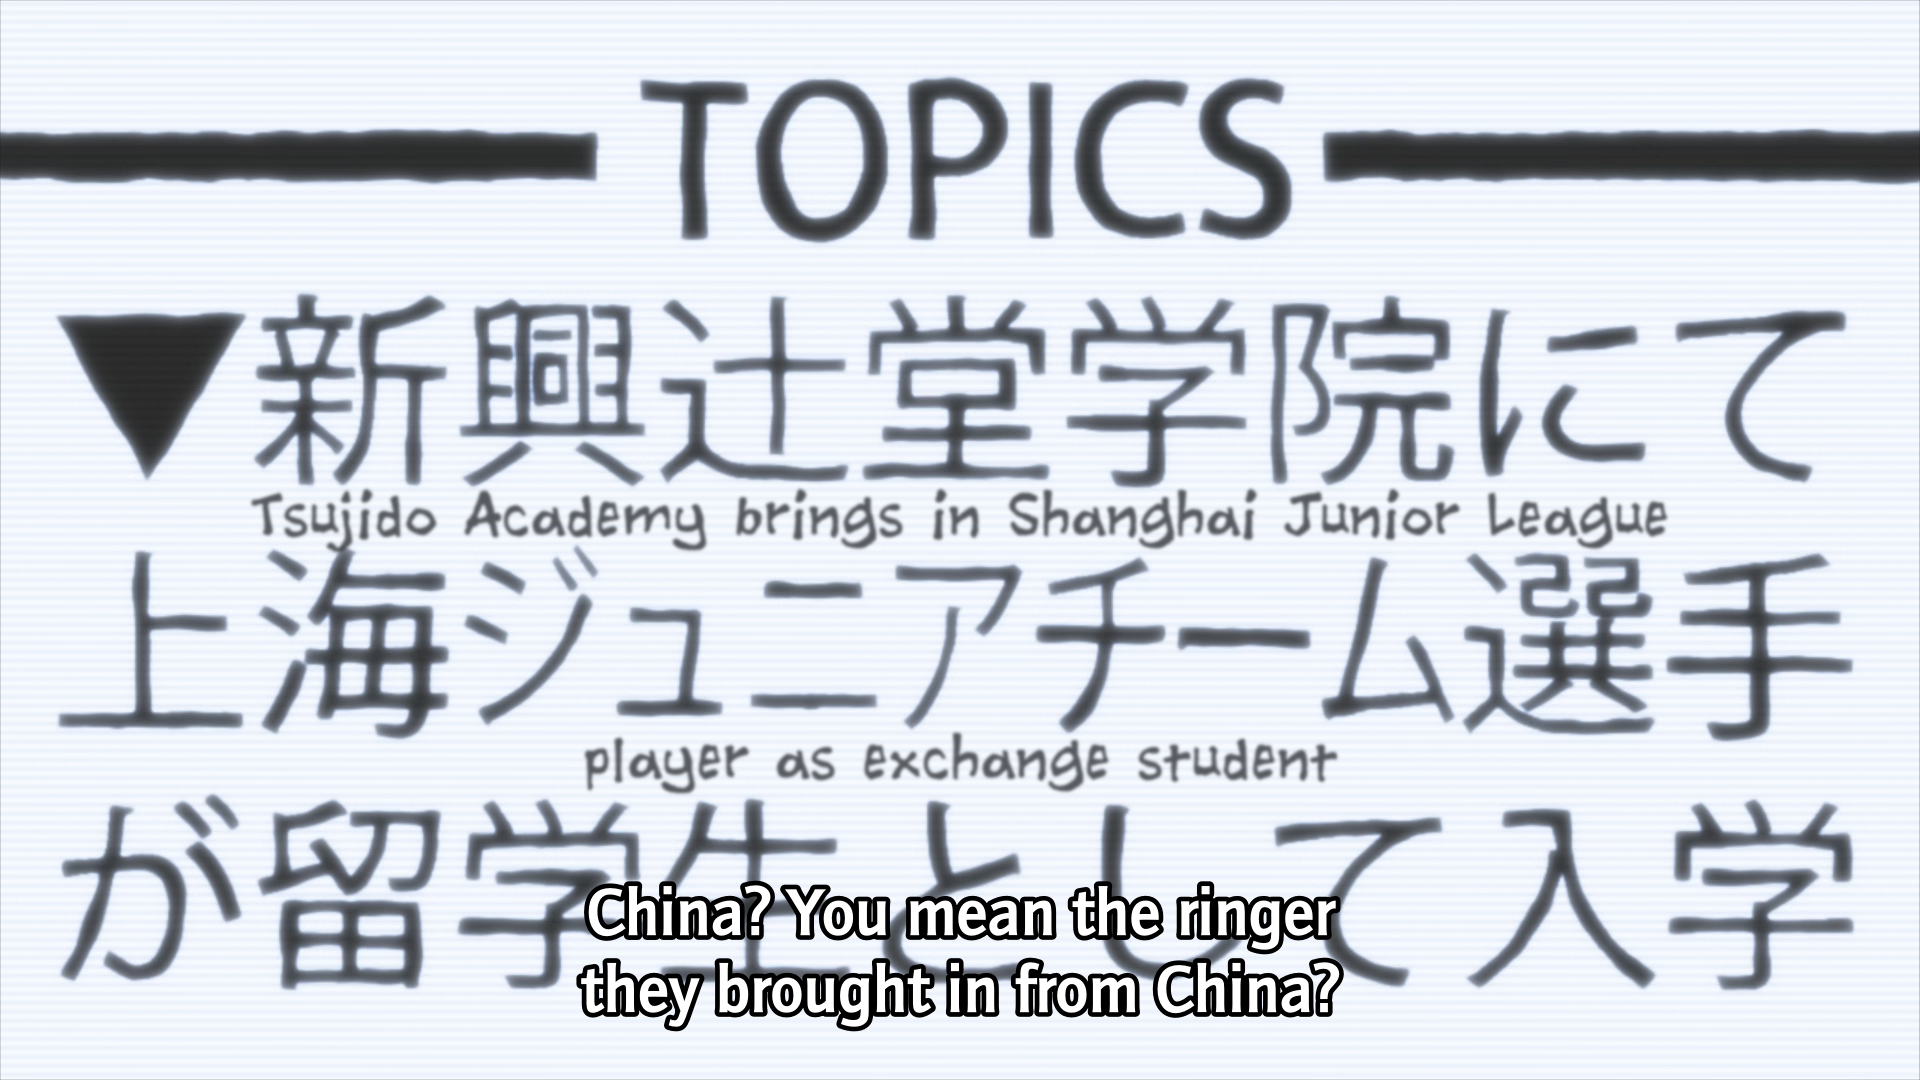 TOPICS
▼新興辻堂学院にて
Tsujido Academy brings in Shanghai Junior League
上海ジュニアチーム選手
player as exchange student
が留学生として入学
China? You mean the ringer
they brought in from China?